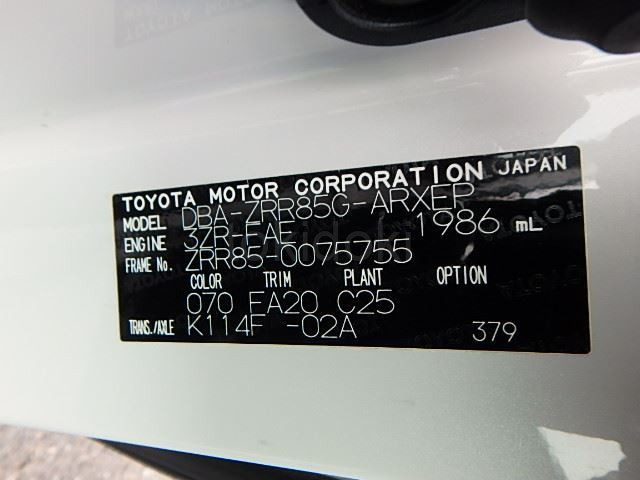 TOYOTA MOTOR CORPORATION JAPAN
MODEL DBA-ZRR85G-ARXEP
ENGINE 3ZR-FAE 1986 mL
FRAME No. ZRR85-0075755
COLOR TRIM PLANT
070 EA20 C25
TRANS./AXLE K114F -02A 379